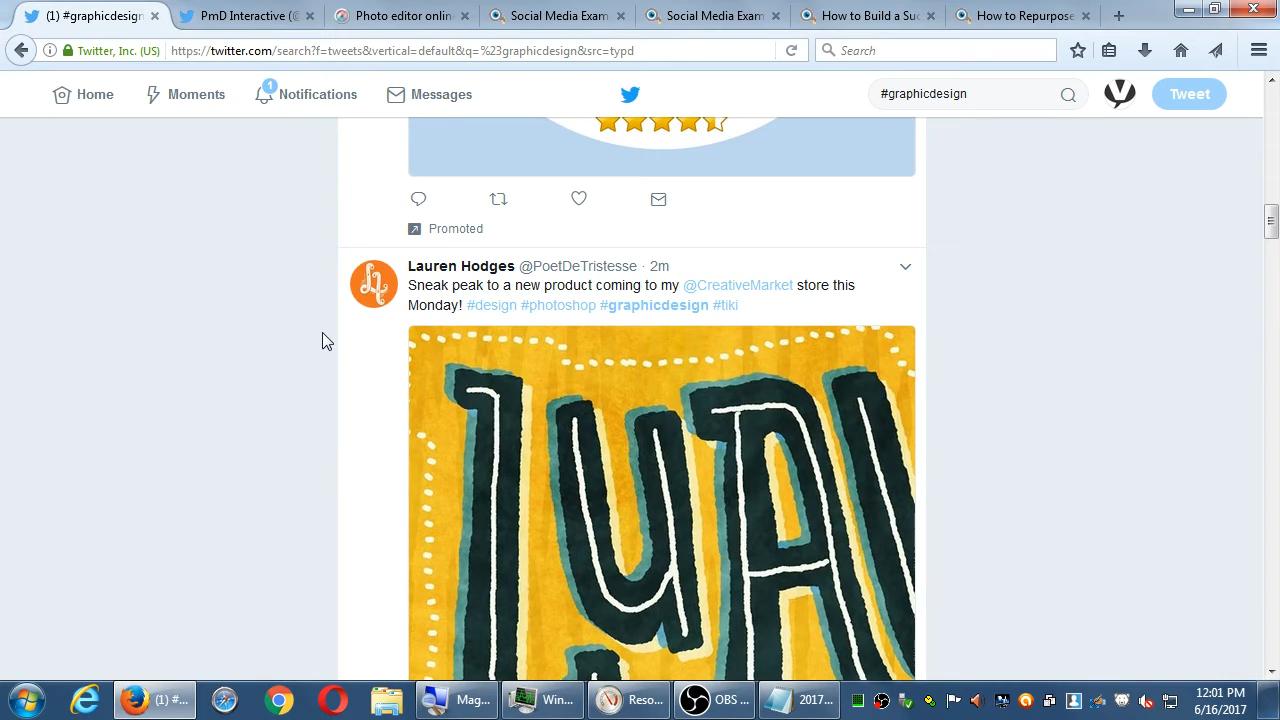 (1) #graphicdesign
PmD Interactive (@
Photo editor online
Social Media Exam
Social Media Exam
How to Build a Suc
How to Repurpose
Twitter, Inc. (US)
https://twitter.com/search?f=tweets&vertical=default&q=%23graphicdesign&src=typd
Search
Home
Moments
1
Notifications
Messages
#graphicdesign
Tweet
Promoted
Lauren Hodges @PoetDeTristesse · 2m
Sneak peak to a new product coming to my @CreativeMarket store this
Monday! #design #photoshop #graphicdesign #tiki
(1) #...
Mag...
Win...
Reso...
OBS ...
2017...
12:01 PM
6/16/2017